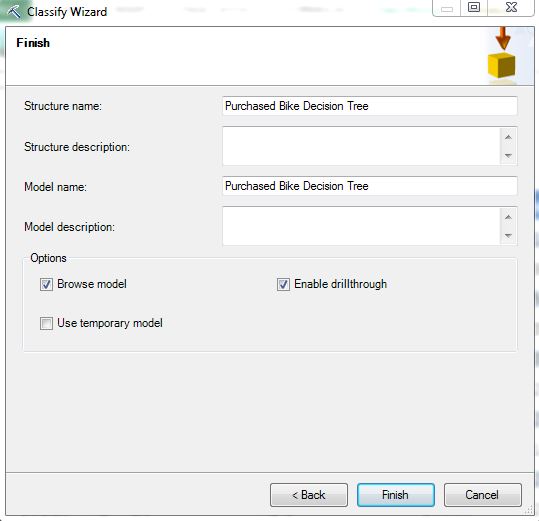 Classify Wizard
Finish
Structure name:
Purchased Bike Decision Tree
Structure description:
Model name:
Purchased Bike Decision Tree
Model description:
Options
Browse model
Enable drillthrough
Use temporary model
< Back
Finish
Cancel